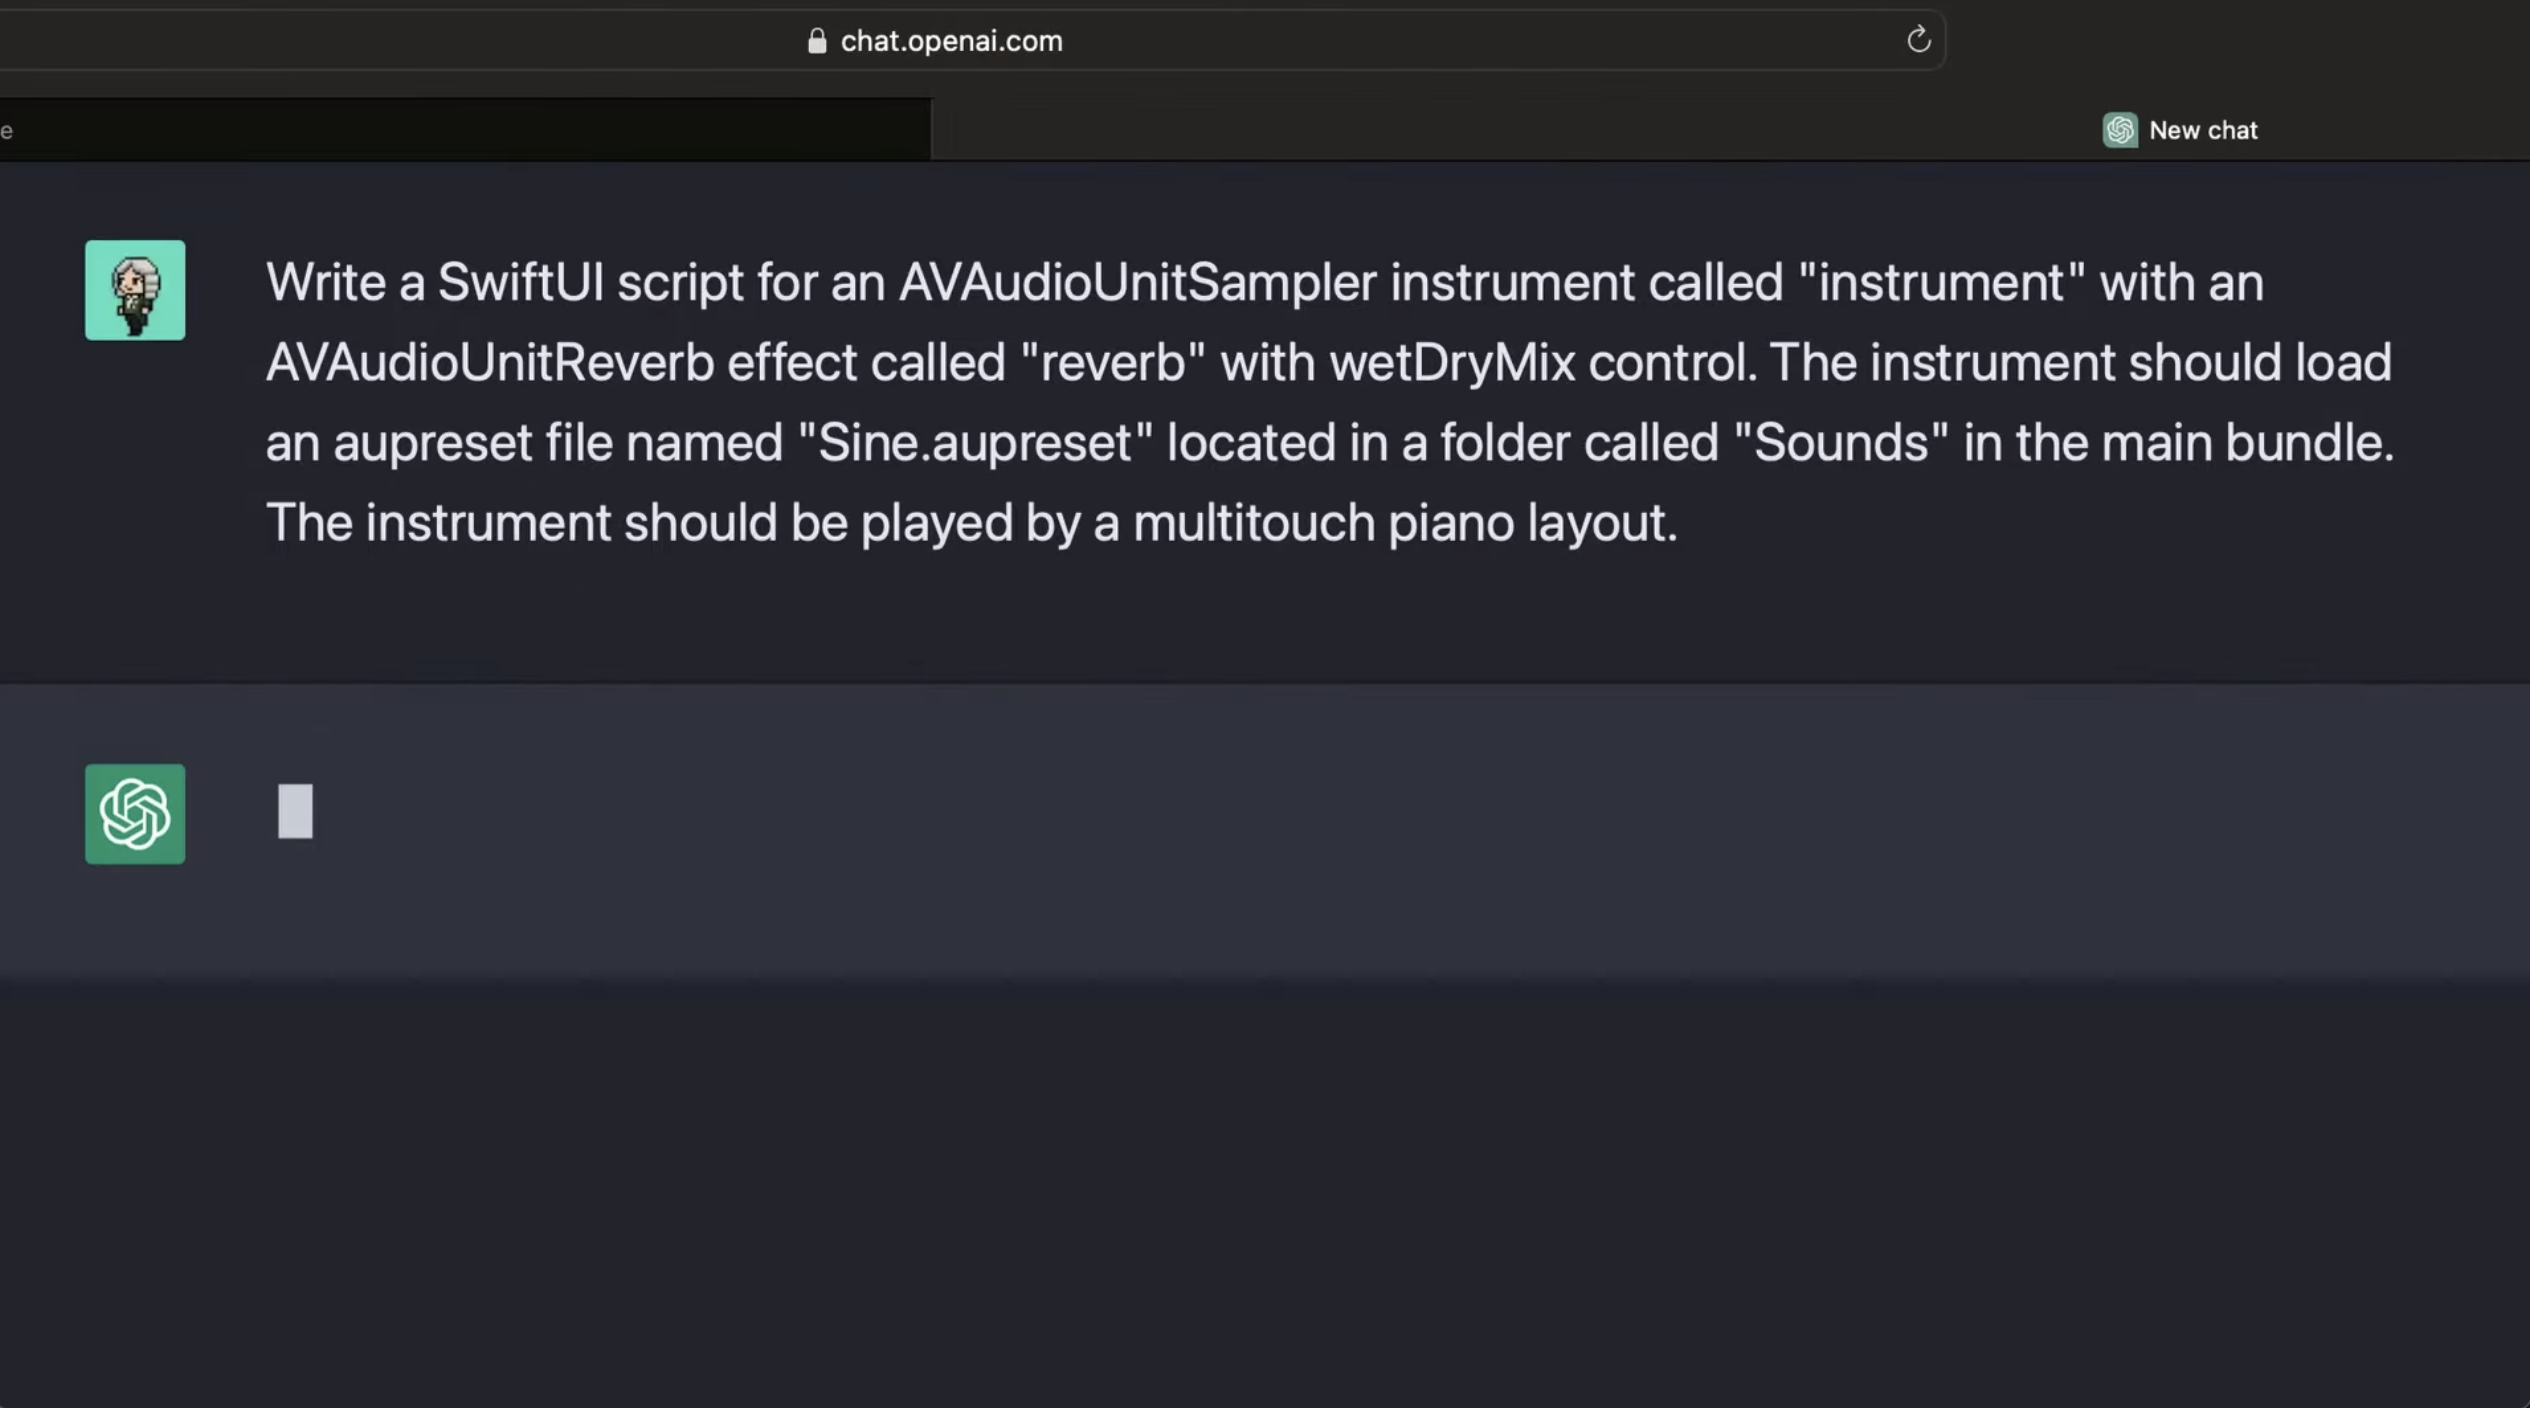 chat.openai.com
e
New chat
Write a SwiftUI script for an AVAudioUnitSampler instrument called "instrument" with an
AVAudioUnitReverb effect called "reverb" with wetDryMix control. The instrument should load
an aupreset file named "Sine.aupreset" located in a folder called "Sounds" in the main bundle.
The instrument should be played by a multitouch piano layout.